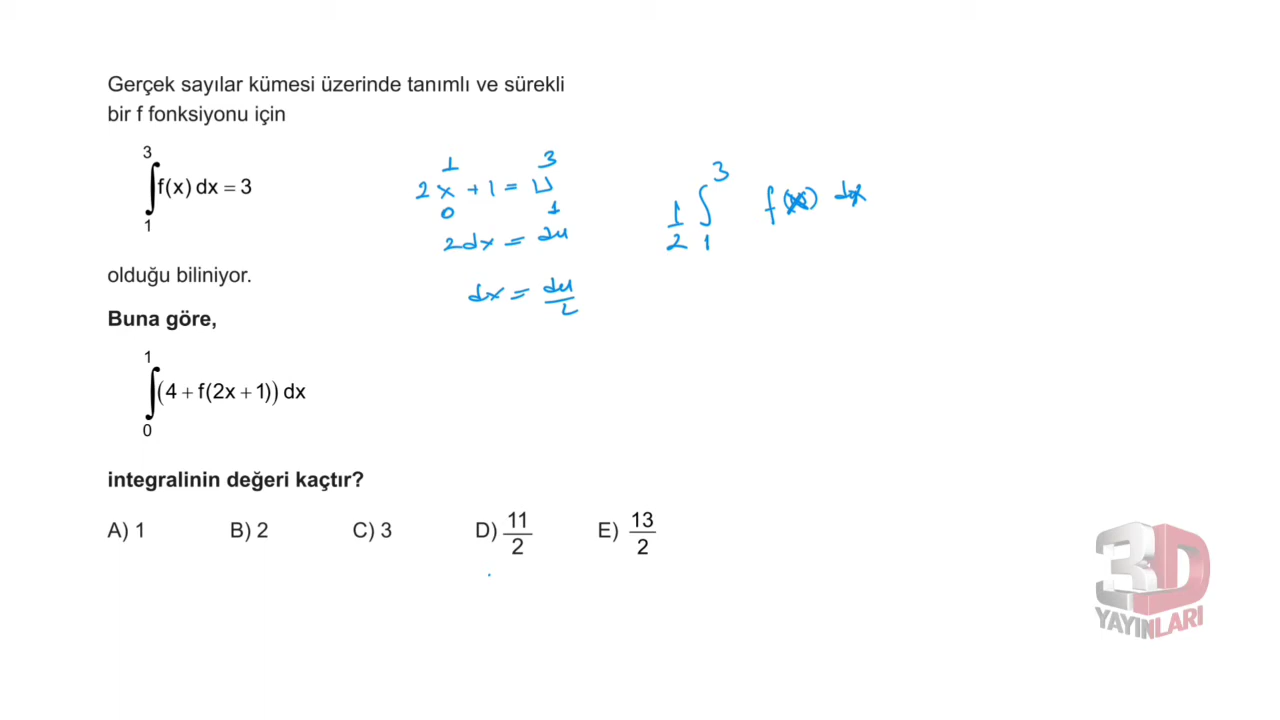 Gerçek sayılar kümesi üzerinde tanımlı ve sürekli
bir f fonksiyonu için
3
∫ f(x) dx = 3
1
olduğu biliniyor.
Buna göre,
1
∫ (4 + f(2x + 1)) dx
0
integralinin değeri kaçtır?
A) 1 B) 2 C) 3 D) 11/2 E) 13/2
1 3
2x + 1 = u
0 1
2dx = du
dx = du/2
3
1/2 ∫ f(x) dx
1
3D
YAYINLARI